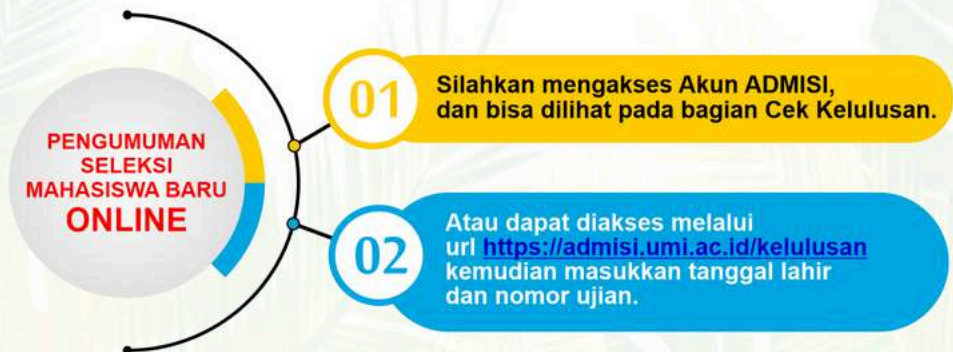 PENGUMUMAN
SELEKSI
MAHASISWA BARU
ONLINE
01
Silahkan mengakses Akun ADMISI,
dan bisa dilihat pada bagian Cek Kelulusan.
02
Atau dapat diakses melalui
url https://admisi.umi.ac.id/kelulusan
kemudian masukkan tanggal lahir
dan nomor ujian.